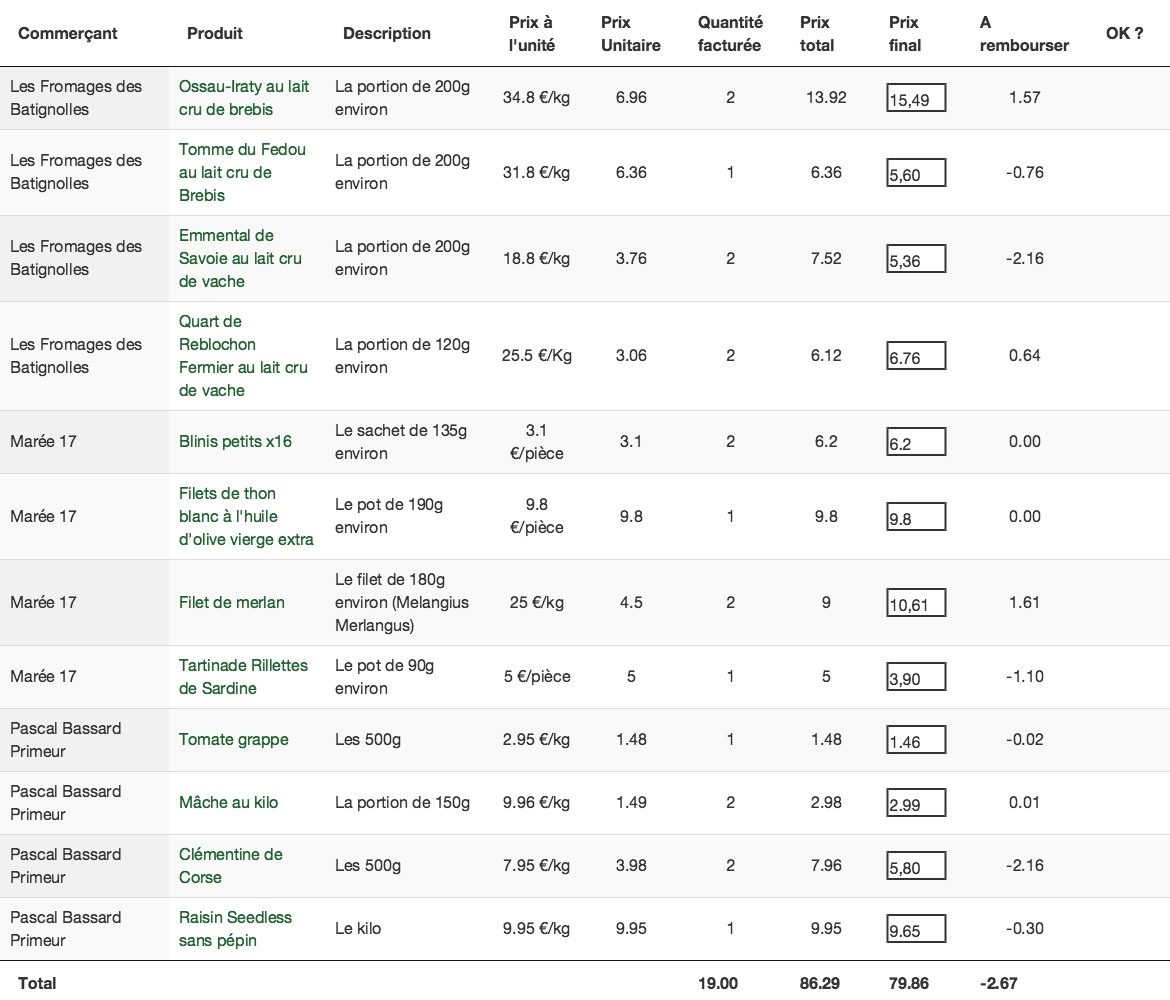 Commerçant Produit Description Prix à l'unité Prix Unitaire Quantité facturée Prix total Prix final A rembourser OK ?
Les Fromages des Batignolles Ossau-Iraty au lait cru de brebis La portion de 200g environ 34.8 €/kg 6.96 2 13.92 15,49 1.57
Les Fromages des Batignolles Tomme du Fedou au lait cru de Brebis La portion de 200g environ 31.8 €/kg 6.36 1 6.36 5,60 -0.76
Les Fromages des Batignolles Emmental de Savoie au lait cru de vache La portion de 200g environ 18.8 €/kg 3.76 2 7.52 5,36 -2.16
Les Fromages des Batignolles Quart de Reblochon Fermier au lait cru de vache La portion de 120g environ 25.5 €/Kg 3.06 2 6.12 6.76 0.64
Marée 17 Blinis petits x16 Le sachet de 135g environ 3.1 €/pièce 3.1 2 6.2 6.2 0.00
Marée 17 Filets de thon blanc à l'huile d'olive vierge extra Le pot de 190g environ 9.8 €/pièce 9.8 1 9.8 9.8 0.00
Marée 17 Filet de merlan Le filet de 180g environ (Melangius Merlangus) 25 €/kg 4.5 2 9 10,61 1.61
Marée 17 Tartinade Rillettes de Sardine Le pot de 90g environ 5 €/pièce 5 1 5 3,90 -1.10
Pascal Bassard Primeur Tomate grappe Les 500g 2.95 €/kg 1.48 1 1.48 1.46 -0.02
Pascal Bassard Primeur Mâche au kilo La portion de 150g 9.96 €/kg 1.49 2 2.98 2.99 0.01
Pascal Bassard Primeur Clémentine de Corse Les 500g 7.95 €/kg 3.98 2 7.96 5,80 -2.16
Pascal Bassard Primeur Raisin Seedless sans pépin Le kilo 9.95 €/kg 9.95 1 9.95 9.65 -0.30
Total 19.00 86.29 79.86 -2.67